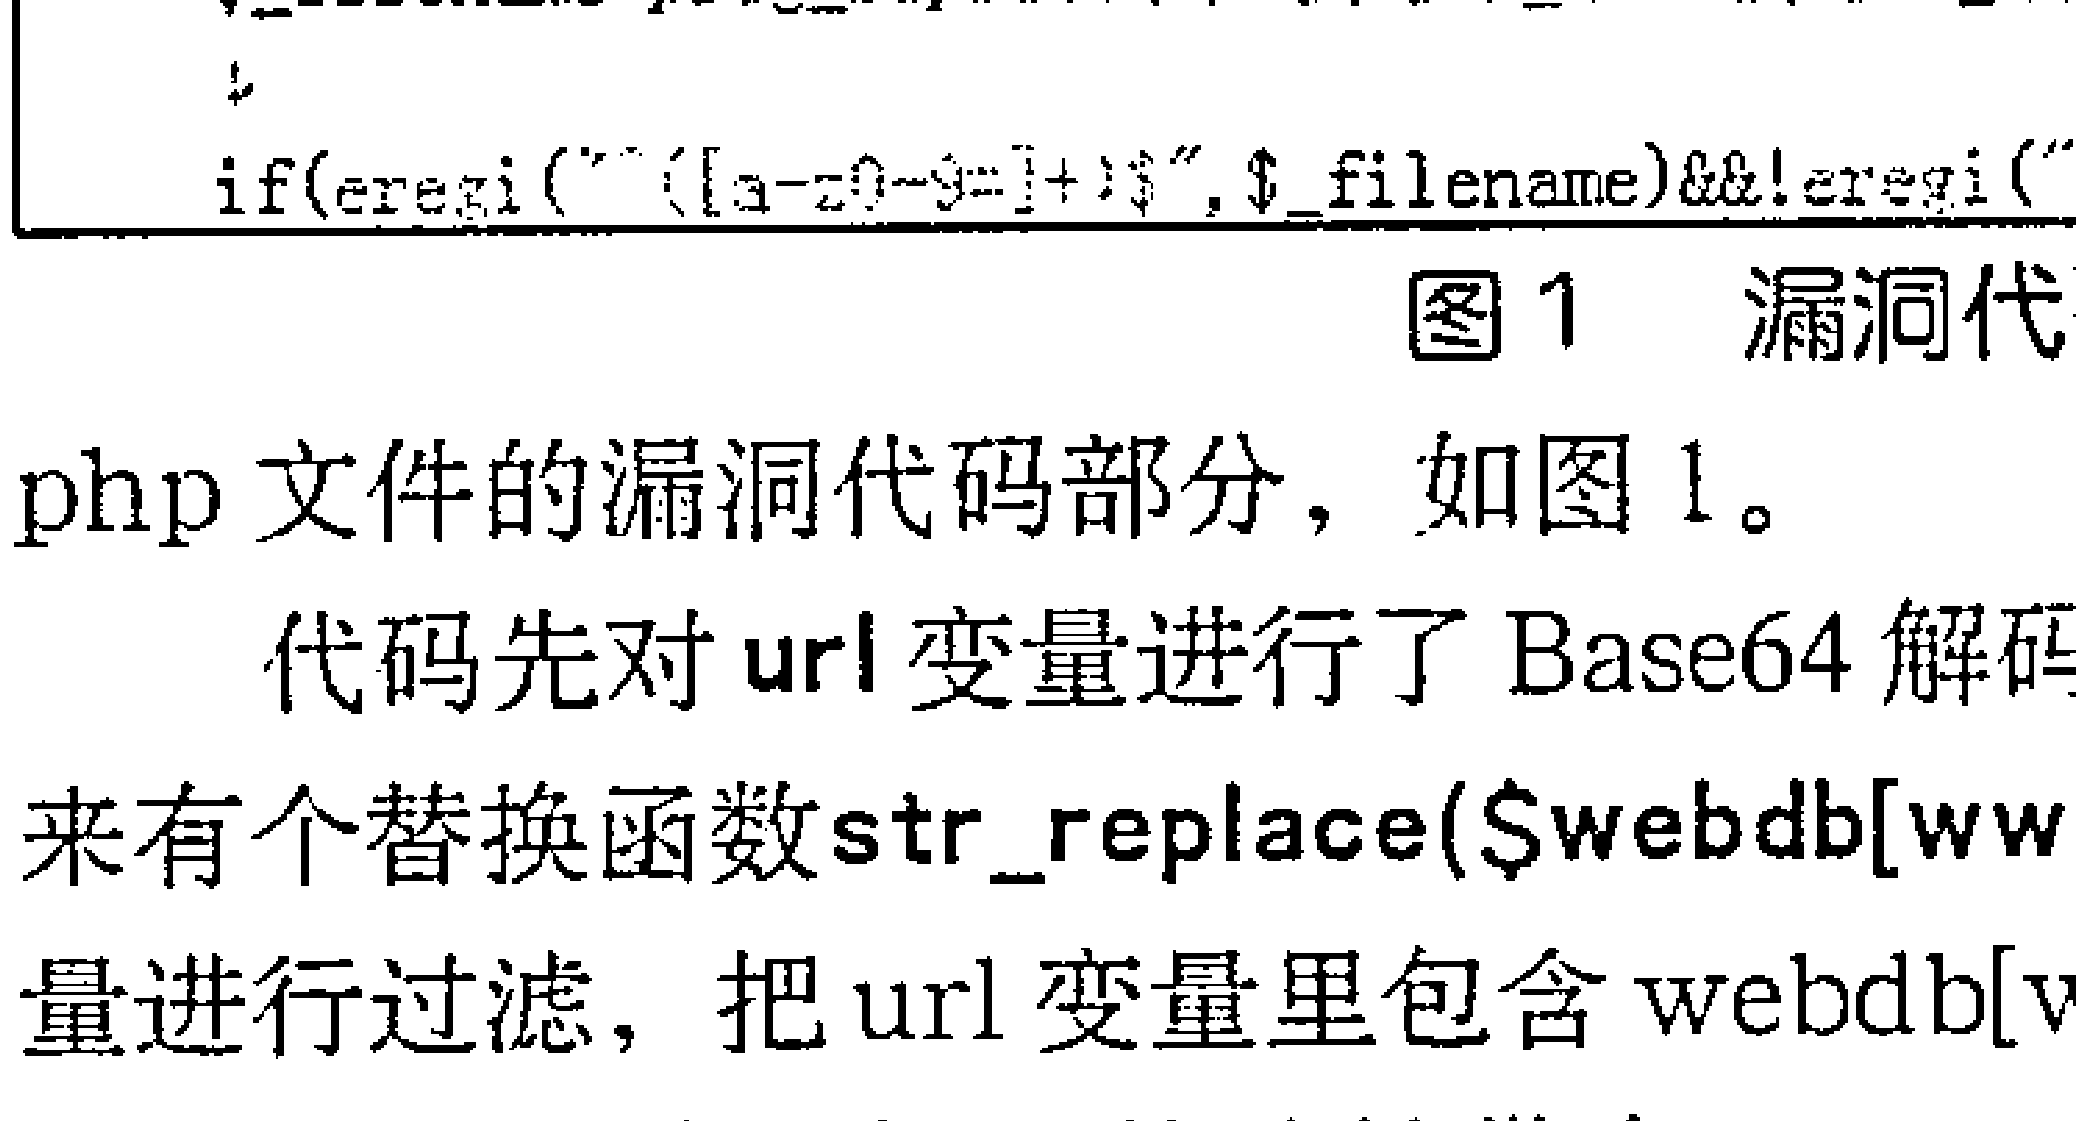 if(eregi("^([a-z0-9=]+)$",$_filename)&&!eregi("
图 1 漏洞代
php 文件的漏洞代码部分，如图 1。
代码先对 url 变量进行了 Base64 解码
来有个替换函数str_replace($webdb[ww
量进行过滤，把 url 变量里包含 webdb[w